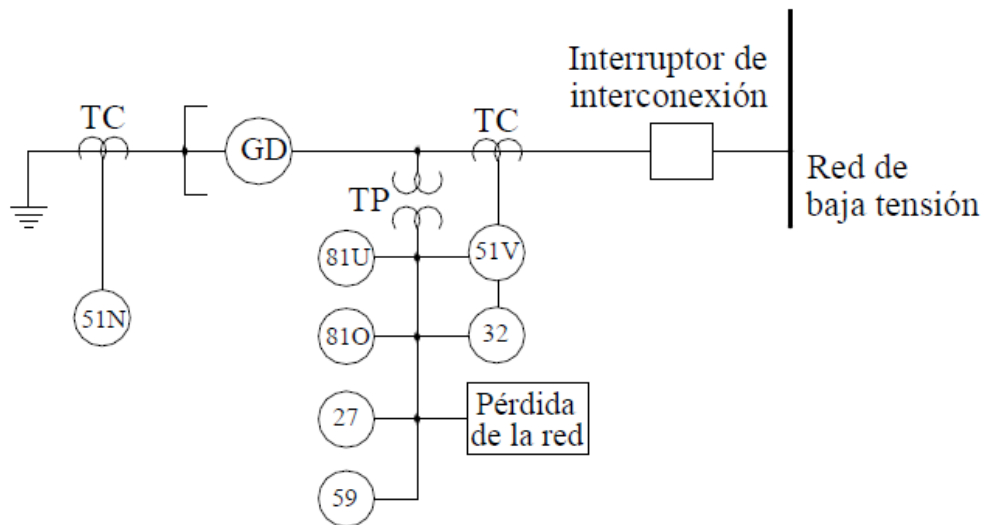 Interruptor de
interconexión
TC
GD
TC
TP
Red de
baja tensión
81U
51V
51N
81O
32
27
Pérdida
de la red
59